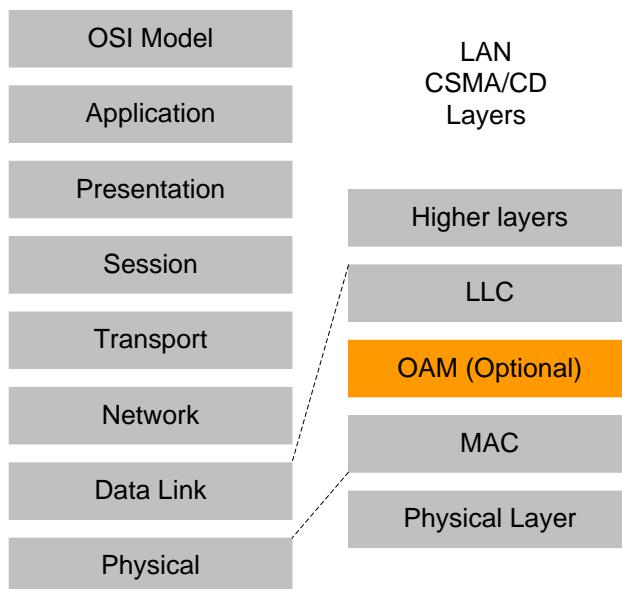 OSI Model
Application
Presentation
Session
Transport
Network
Data Link
Physical
LAN
CSMA/CD
Layers
Higher layers
LLC
OAM (Optional)
MAC
Physical Layer